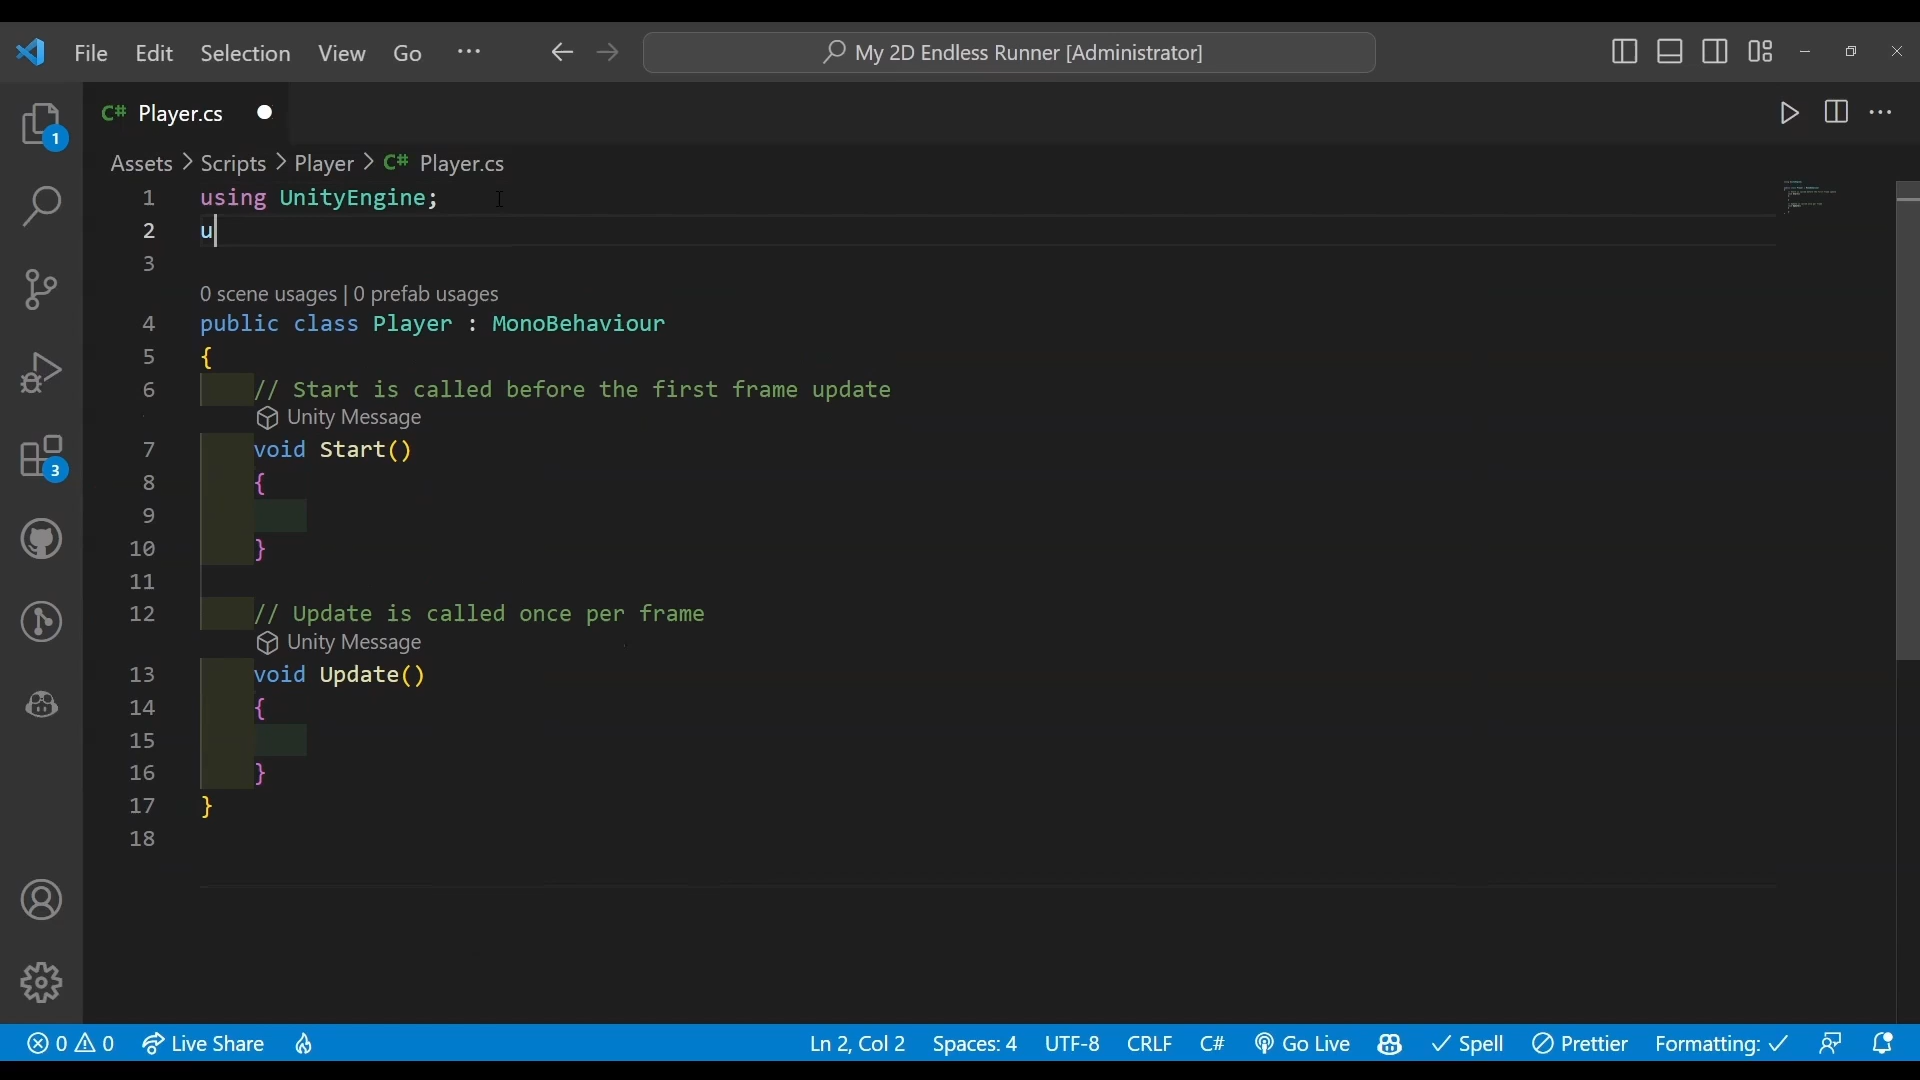 File Edit Selection View Go ··· My 2D Endless Runner [Administrator]
C# Player.cs
Assets > Scripts > Player > C# Player.cs
1 using UnityEngine;
2 u
3
0 scene usages | 0 prefab usages
4 public class Player : MonoBehaviour
5 {
6 // Start is called before the first frame update
Unity Message
7 void Start()
8 {
9
10 }
11
12 // Update is called once per frame
Unity Message
13 void Update()
14 {
15
16 }
17 }
18
1
3
0 0 Live Share Ln 2, Col 2 Spaces: 4 UTF-8 CRLF C# Go Live Spell Prettier Formatting: ✓